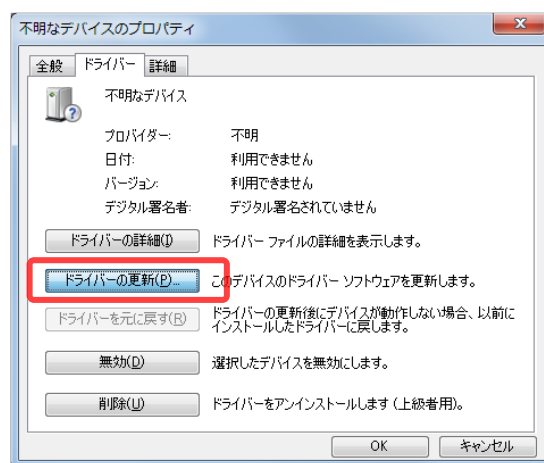 不明なデバイスのプロパティ
全般 ドライバー 詳細
不明なデバイス
プロバイダー: 不明
日付: 利用できません
バージョン: 利用できません
デジタル署名者: デジタル署名されていません
ドライバーの詳細(I) ドライバー ファイルの詳細を表示します。
ドライバーの更新(P)... このデバイスのドライバー ソフトウェアを更新します。
ドライバーを元に戻す(R) ドライバーの更新後にデバイスが動作しない場合、以前に
インストールしたドライバーに戻します。
無効(D) 選択したデバイスを無効にします。
削除(U) ドライバーをアンインストールします (上級者用)。
OK キャンセル